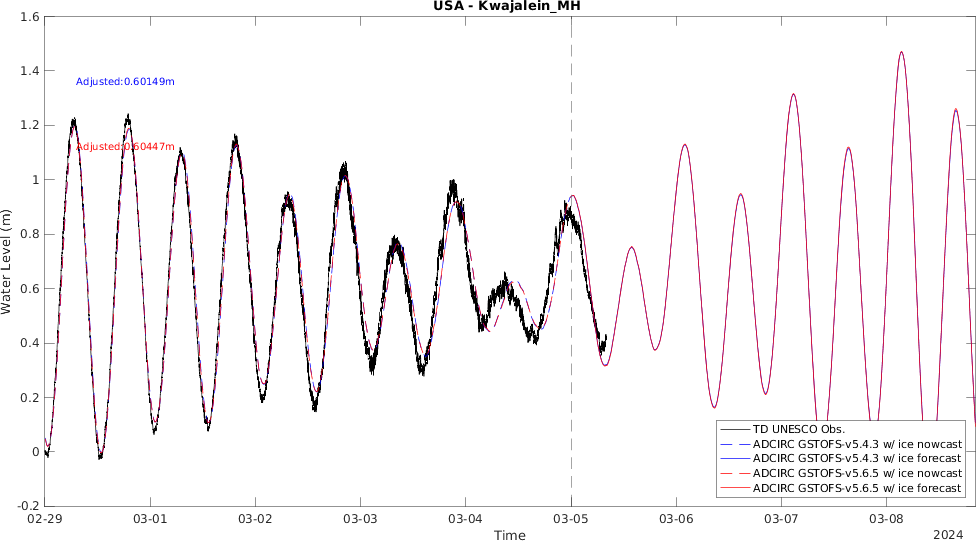 USA - Kwajalein_MH
1.6
1.4
1.2
1
0.8
0.6
0.4
0.2
0
-0.2
Water Level (m)
Adjusted:0.60149m
Adjusted:0.60447m
TD UNESCO Obs.
ADCIRC GSTOFS-v5.4.3 w/ ice nowcast
ADCIRC GSTOFS-v5.4.3 w/ ice forecast
ADCIRC GSTOFS-v5.6.5 w/ ice nowcast
ADCIRC GSTOFS-v5.6.5 w/ ice forecast
02-29 03-01 03-02 03-03 03-04 03-05 03-06 03-07 03-08
Time
2024